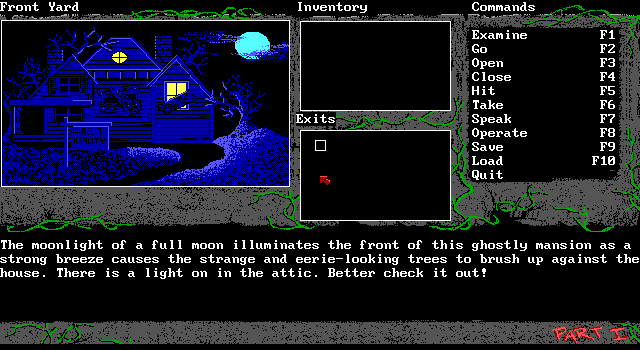 Front Yard
Inventory
Commands
Examine F1
Go F2
Open F3
Close F4
Hit F5
Take F6
Speak F7
Operate F8
Save F9
Load F10
Quit
Exits
REALITY
The moonlight of a full moon illuminates the front of this ghostly mansion as a
strong breeze causes the strange and eerie-looking trees to brush up against the
house. There is a light on in the attic. Better check it out!
PART I